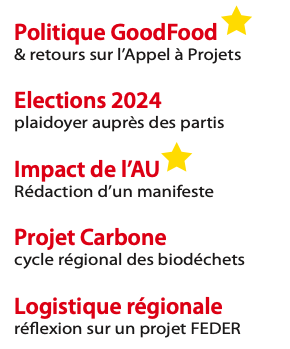 Politique GoodFood
& retours sur l’Appel à Projets
Elections 2024
plaidoyer auprès des partis
Impact de l’AU
Rédaction d’un manifeste
Projet Carbone
cycle régional des biodéchets
Logistique régionale
réflexion sur un projet FEDER